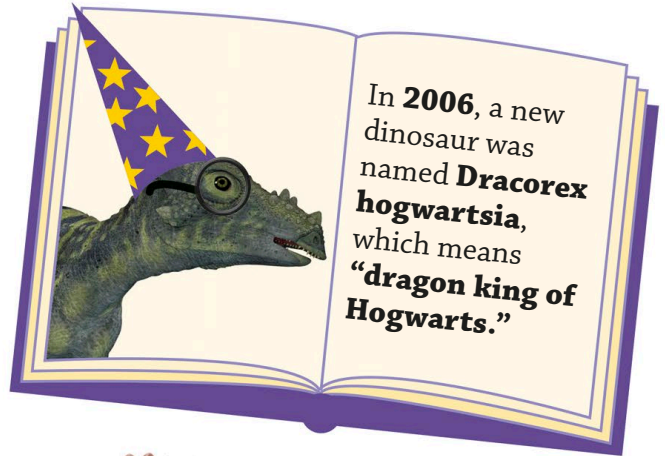 In 2006, a new
dinosaur was
named Dracorex
hogwartsia,
which means
“dragon king of
Hogwarts.”